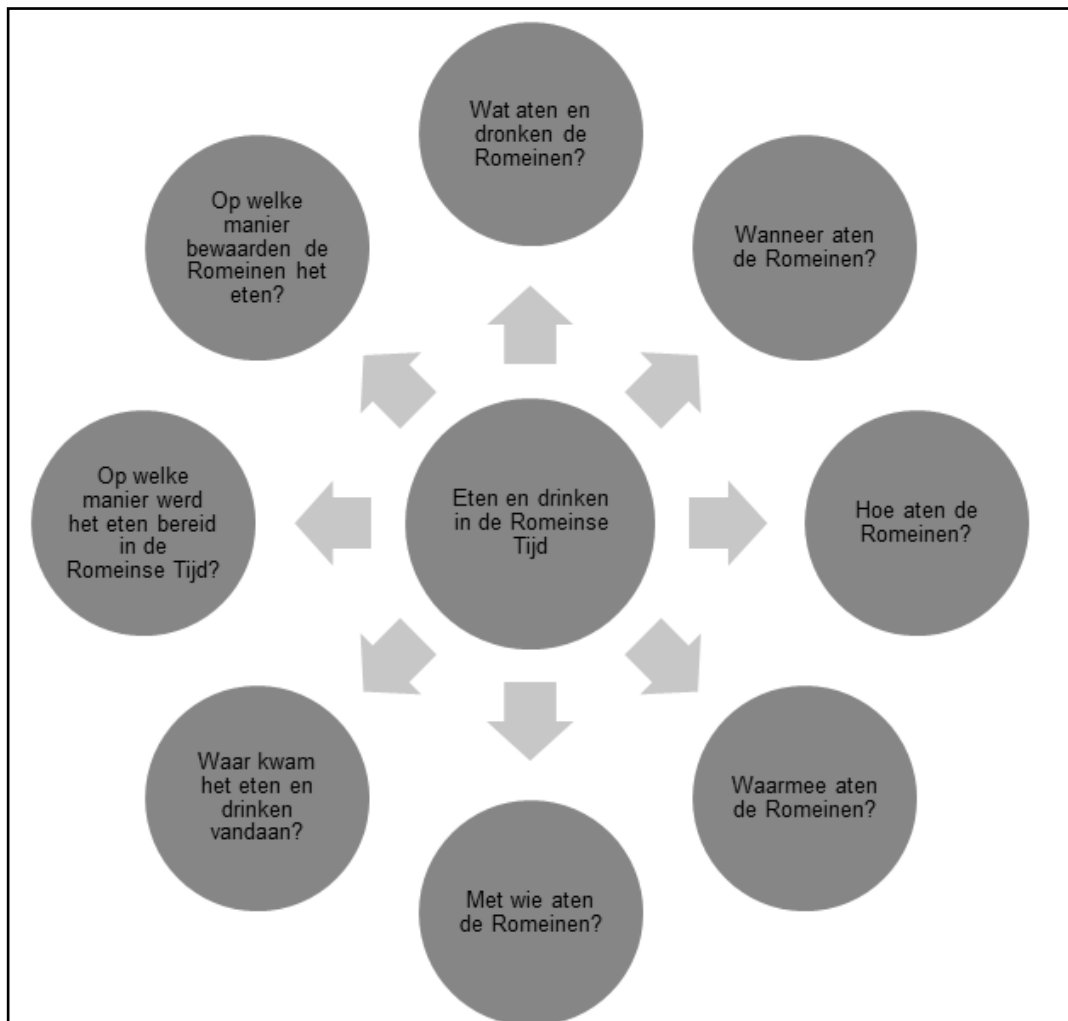 Wat aten en
dronken de
Romeinen?
Wanneer aten
de Romeinen?
Hoe aten de
Romeinen?
Waarmee aten
de Romeinen?
Met wie aten
de Romeinen?
Waar kwam
het eten en
drinken
vandaan?
Op welke
manier werd
het eten bereid
in de
Romeinse Tijd?
Op welke
manier
bewaarden de
Romeinen het
eten?
Eten en drinken
in de Romeinse
Tijd